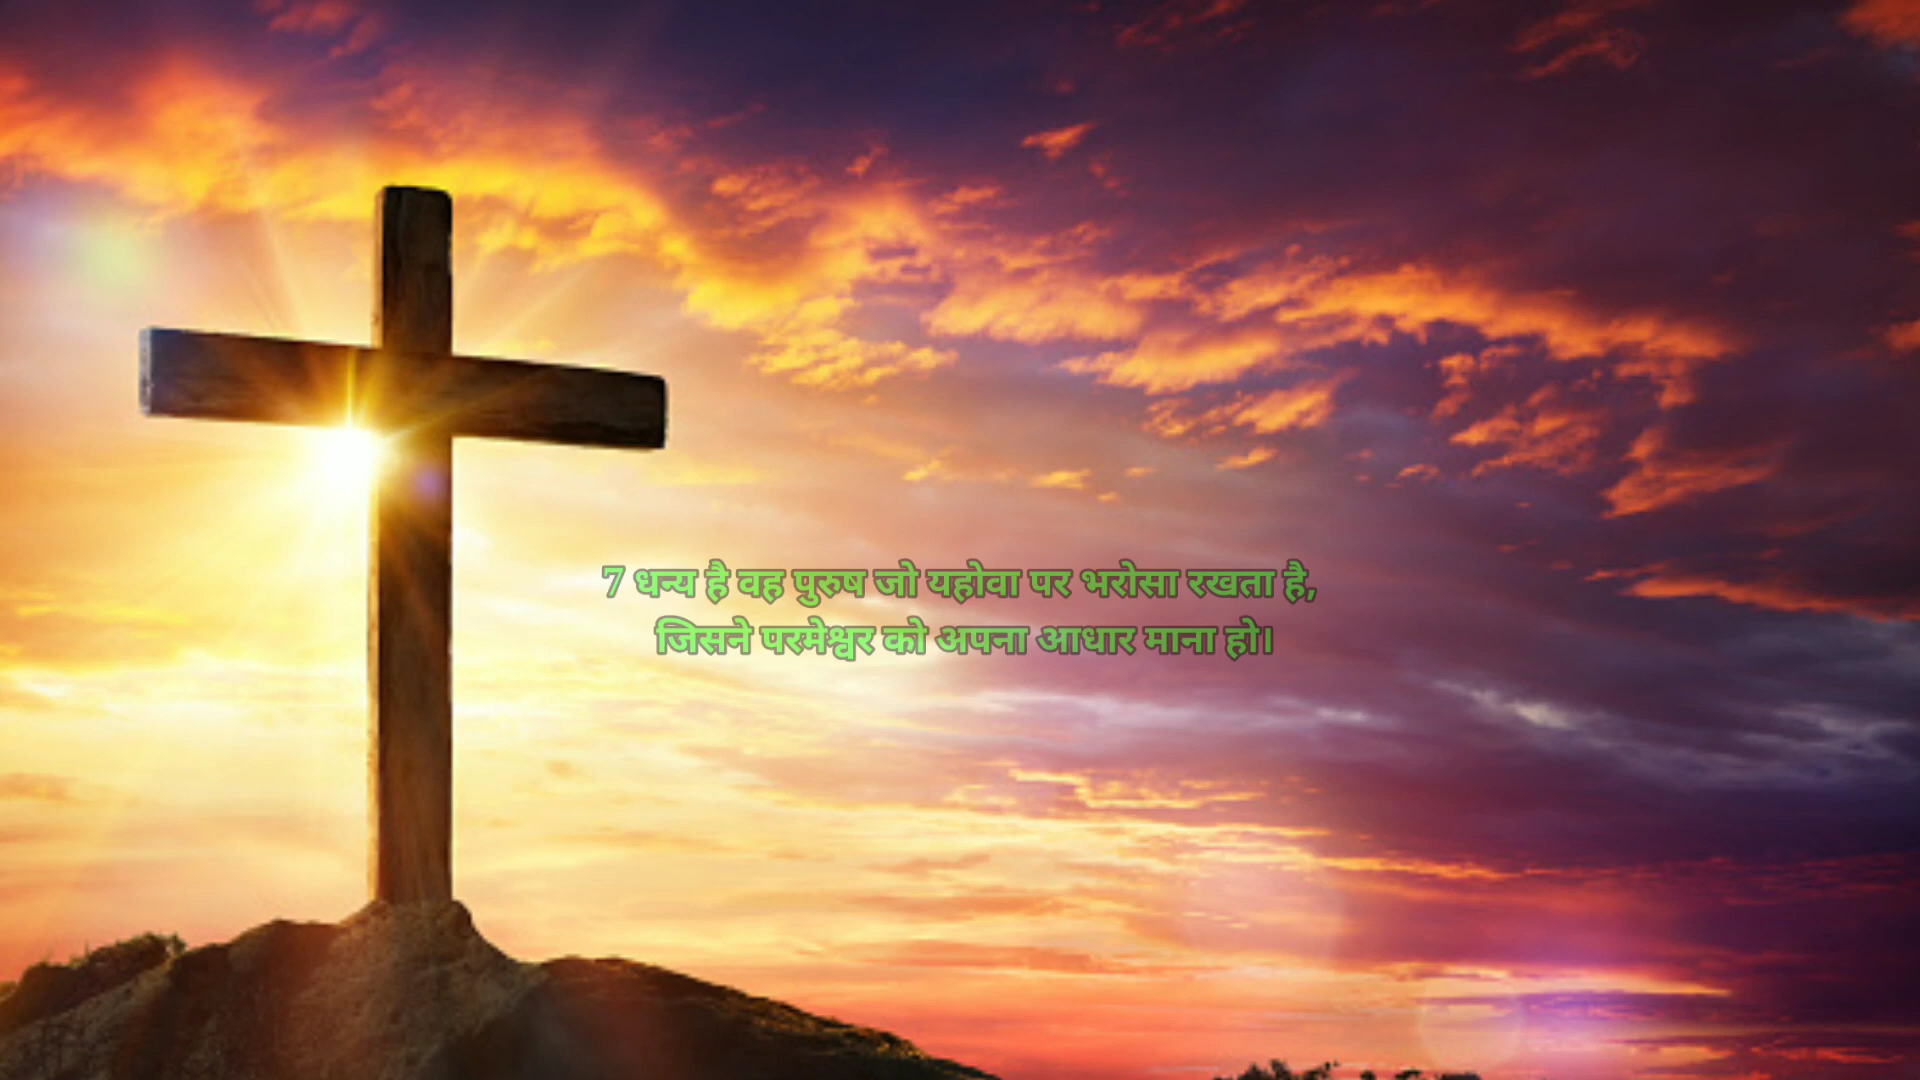 7 धन्य है वह पुरुष जो यहोवा पर भरोसा रखता है,
जिसने परमेश्वर को अपना आधार माना हो।